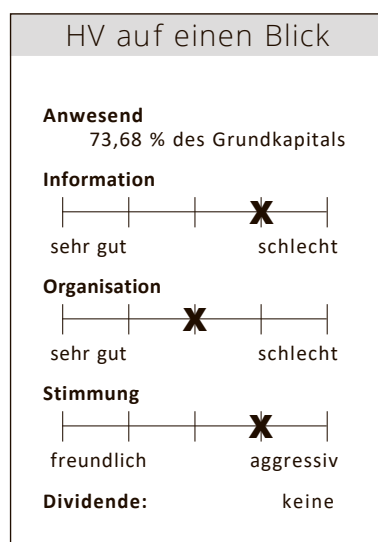 HV auf einen Blick
Anwesend
73,68 % des Grundkapitals
Information
X
sehr gut schlecht
Organisation
X
sehr gut schlecht
Stimmung
X
freundlich aggressiv
Dividende: keine